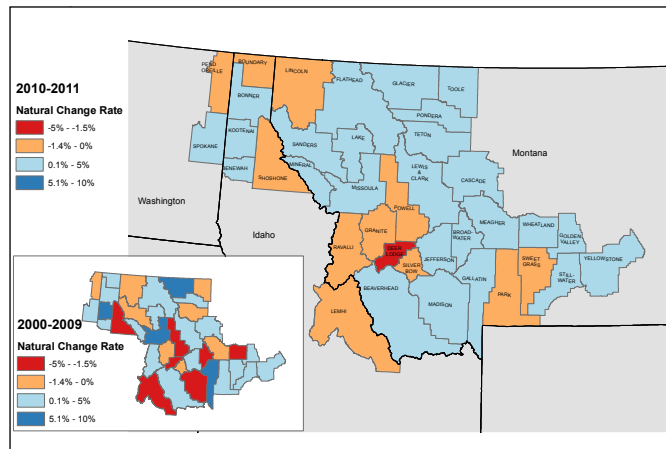 2010-2011
Natural Change Rate
-5% - -1.5%
-1.4% - 0%
0.1% - 5%
5.1% - 10%
PEND
OREILLE
BOUNDARY
LINCOLN
FLATHEAD
GLACIER
TOOLE
BONNER
PONDERA
SPOKANE
KOOTENAI
SANDERS
LAKE
TETON
BENEWAH
SHOSHONE
MINERAL
MISSOULA
LEWIS
&
CLARK
CASCADE
Montana
Washington
Idaho
POWELL
GRANITE
RAVALLI
DEER
LODGE
SILVER
BOW
JEFFERSON
BROAD-
WATER
MEAGHER
WHEATLAND
GOLDEN
VALLEY
SWEET
GRASS
YELLOWSTONE
STILL-
WATER
GALLATIN
PARK
BEAVERHEAD
MADISON
LEMHI
2000-2009
Natural Change Rate
-5% - -1.5%
-1.4% - 0%
0.1% - 5%
5.1% - 10%